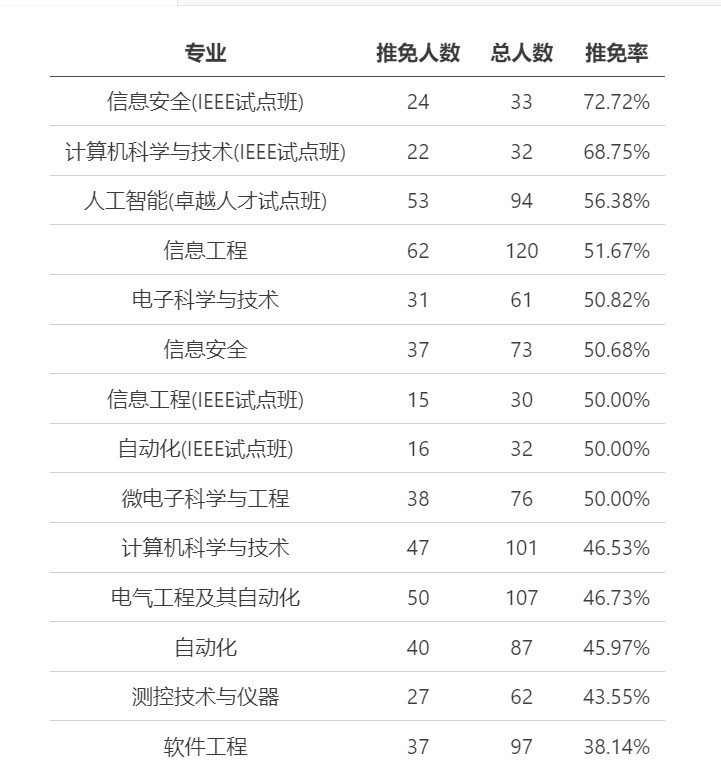 专业 推免人数 总人数 推免率
信息安全(IEEE试点班) 24 33 72.72%
计算机科学与技术(IEEE试点班) 22 32 68.75%
人工智能(卓越人才试点班) 53 94 56.38%
信息工程 62 120 51.67%
电子科学与技术 31 61 50.82%
信息安全 37 73 50.68%
信息工程(IEEE试点班) 15 30 50.00%
自动化(IEEE试点班) 16 32 50.00%
微电子科学与工程 38 76 50.00%
计算机科学与技术 47 101 46.53%
电气工程及其自动化 50 107 46.73%
自动化 40 87 45.97%
测控技术与仪器 27 62 43.55%
软件工程 37 97 38.14%